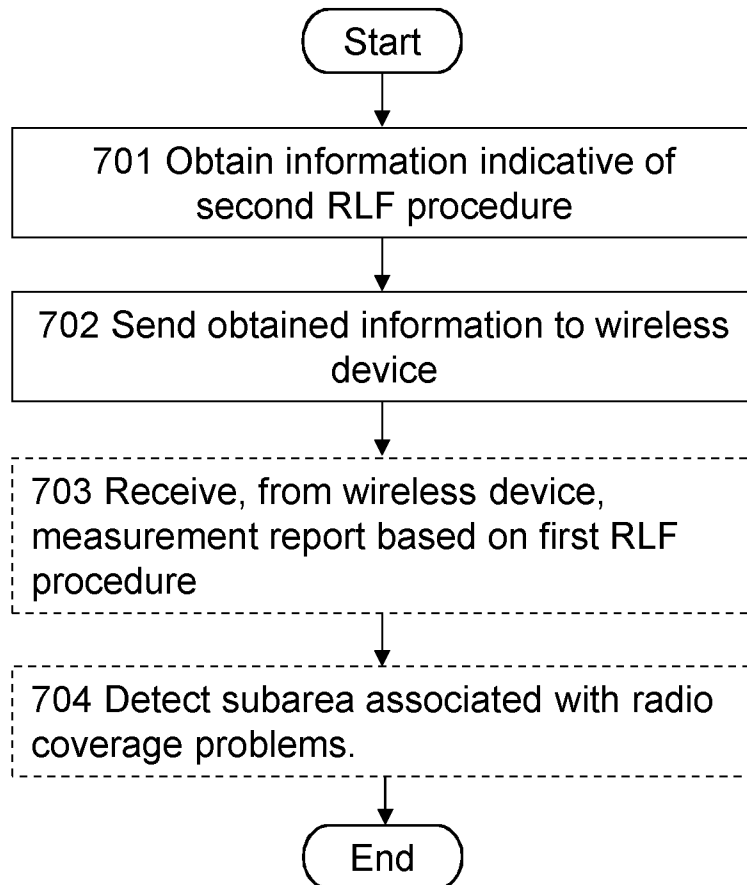 Start
701 Obtain information indicative of
second RLF procedure
702 Send obtained information to wireless
device
703 Receive, from wireless device,
measurement report based on first RLF
procedure
704 Detect subarea associated with radio
coverage problems.
End